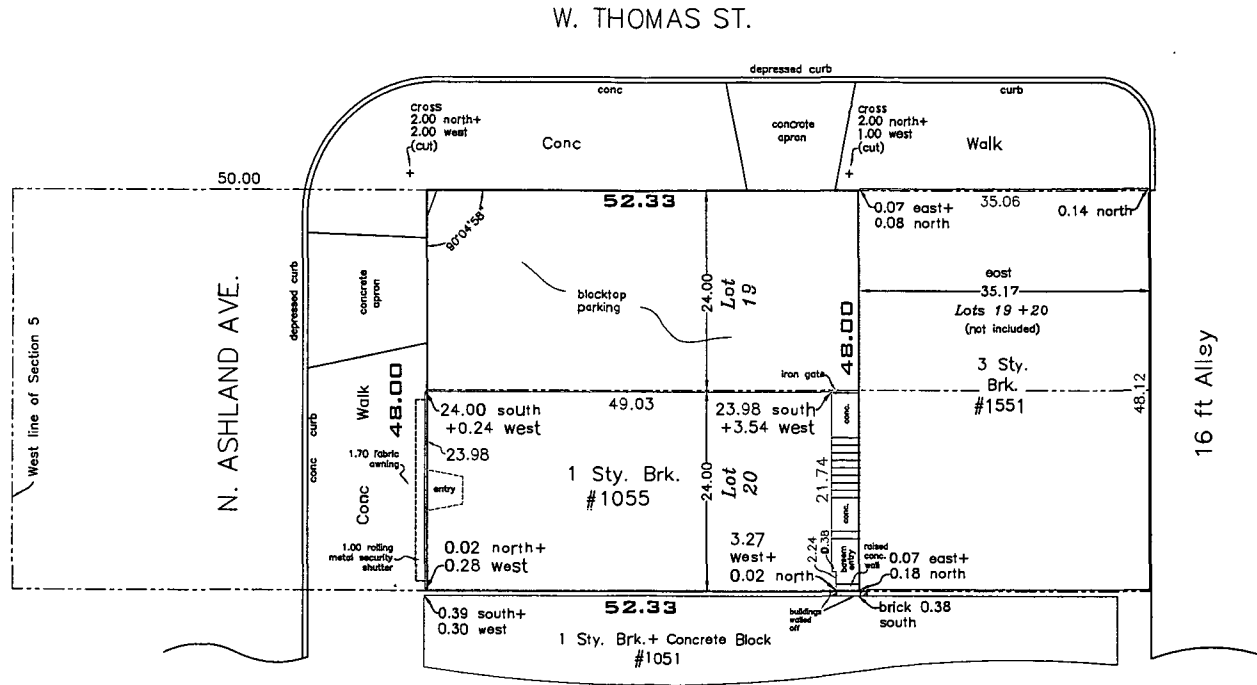 W. THOMAS ST.
depressed curb
conc
curb
cross
2.00 north+
2.00 west
(cut)
+
Conc
concrete
apron
cross
2.00 north+
1.00 west
(cut)
+
Walk
50.00
52.33
90°04'58"
0.07 east+
0.08 north
35.06
0.14 north
West line of Section 5
N. ASHLAND AVE.
depressed curb
concrete
apron
blacktop
parking
24.00
Lot
19
48.00
east
35.17
Lots 19 +20
(not included)
3 Sty.
Brk.
#1551
48.12
16 ft Alley
iron gate
conc curb
Conc Walk
48.00
24.00 south
+0.24 west
49.03
23.98 south
+3.54 west
conc.
23.98
1.70 fabric
awning
entry
1 Sty. Brk.
#1055
24.00
Lot
20
21.74
conc.
1.00 rolling
metal security
shutter
0.02 north+
0.28 west
3.27
west+
0.02 north
2.24
0.38
basem
entry
raised
conc.
wall
0.07 east+
0.18 north
0.39 south+
0.30 west
52.33
buildings
walled
off
brick 0.38
south
1 Sty. Brk.+ Concrete Block
#1051